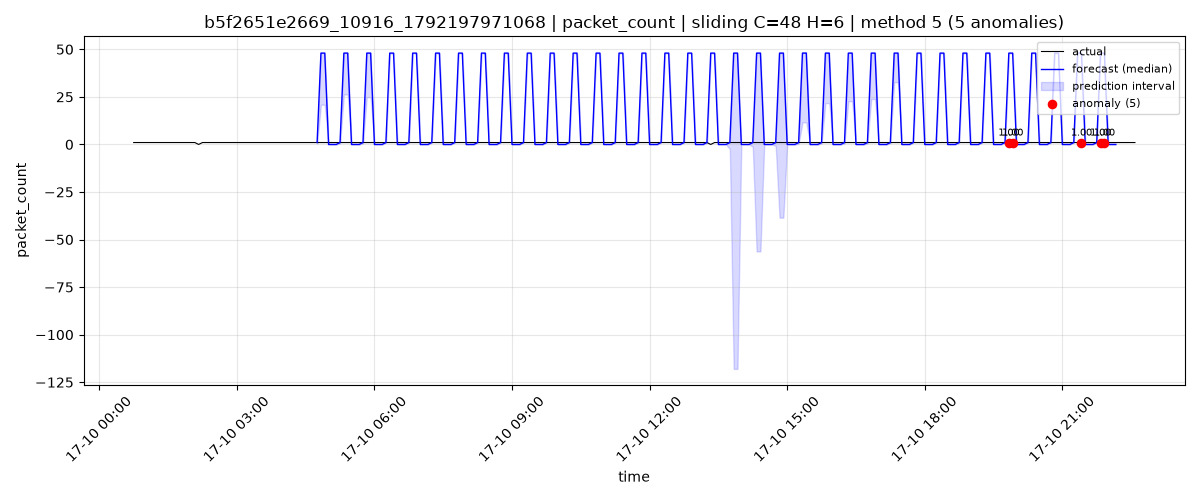 b5f2651e2669_10916_1792197971068 | packet_count | sliding C=48 H=6 | method 5 (5 anomalies)
packet_count
50
25
0
−25
−50
−75
−100
−125
actual
forecast (median)
prediction interval
anomaly (5)
1.00
17-10 00:00
17-10 03:00
17-10 06:00
17-10 09:00
17-10 12:00
17-10 15:00
17-10 18:00
17-10 21:00
time